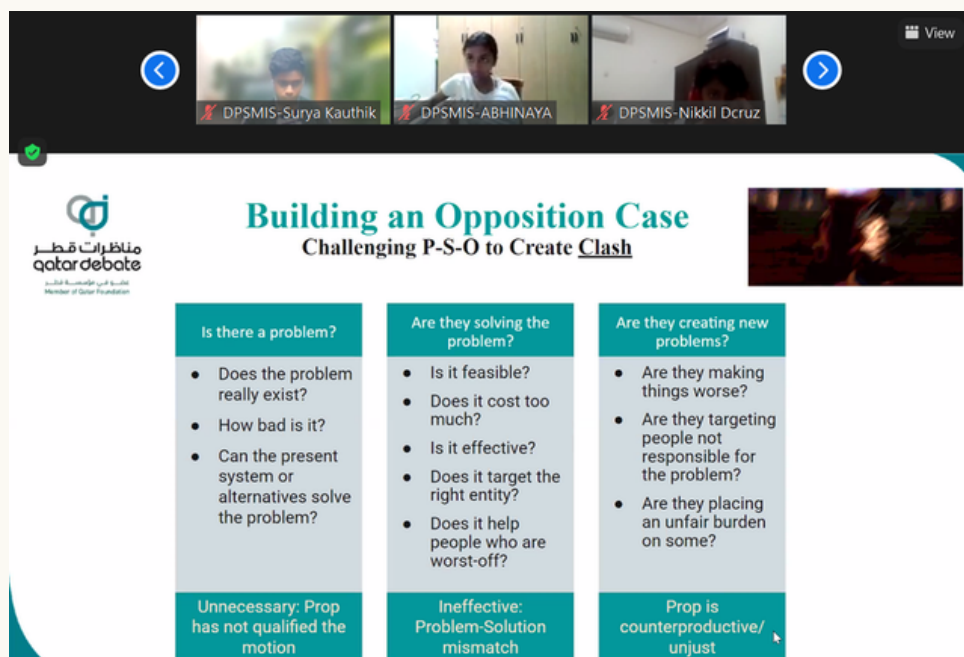 View
DPSMIS-Surya Kauthik
DPSMIS-ABHINAYA
DPSMIS-Nikkil Dcruz
مناظرات قطر
qatardebate
عضو في مؤسسة قطر
Member of Qatar Foundation
Building an Opposition Case
Challenging P-S-O to Create Clash
Is there a problem?
● Does the problem
really exist?
● How bad is it?
● Can the present
system or
alternatives solve
the problem?
Unnecessary: Prop
has not qualified the
motion
Are they solving the
problem?
● Is it feasible?
● Does it cost too
much?
● Is it effective?
● Does it target the
right entity?
● Does it help
people who are
worst-off?
Ineffective:
Problem-Solution
mismatch
Are they creating new
problems?
● Are they making
things worse?
● Are they targeting
people not
responsible for
the problem?
● Are they placing
an unfair burden
on some?
Prop is
counterproductive/
unjust